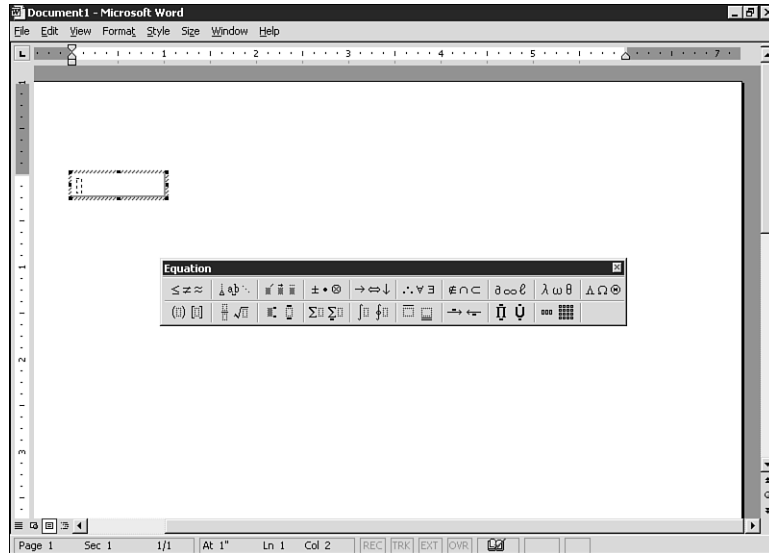 Document1 - Microsoft Word
File Edit View Format Style Size Window Help
L 1 2 3 4 5 7
1
1
2
3
Equation
≤≠≈ ±•⊗ →⇔↓ ∴∀∃ ∉∩⊂ ∂∞ℓ λωθ ΛΩ⊛
Page 1 Sec 1 1/1 At 1" Ln 1 Col 2 REC TRK EXT OVR